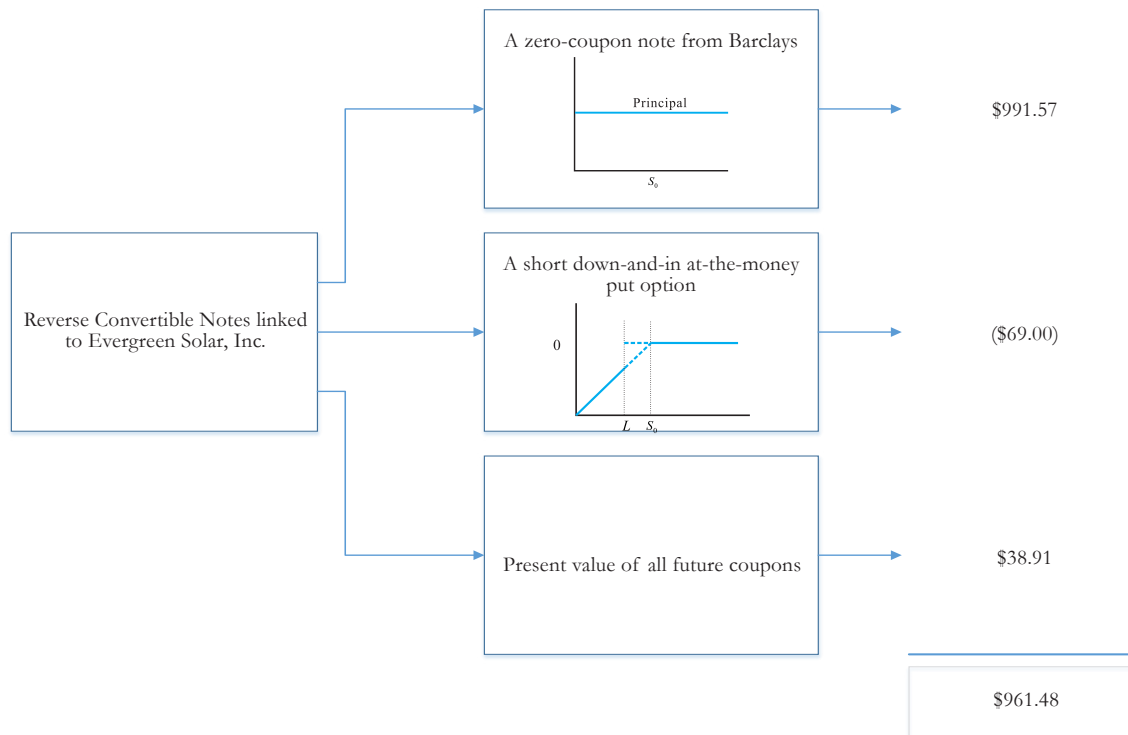 A zero-coupon note from Barclays
Principal
S₀
$991.57
Reverse Convertible Notes linked
to Evergreen Solar, Inc.
A short down-and-in at-the-money
put option
0
L S₀
($69.00)
Present value of all future coupons
$38.91
$961.48